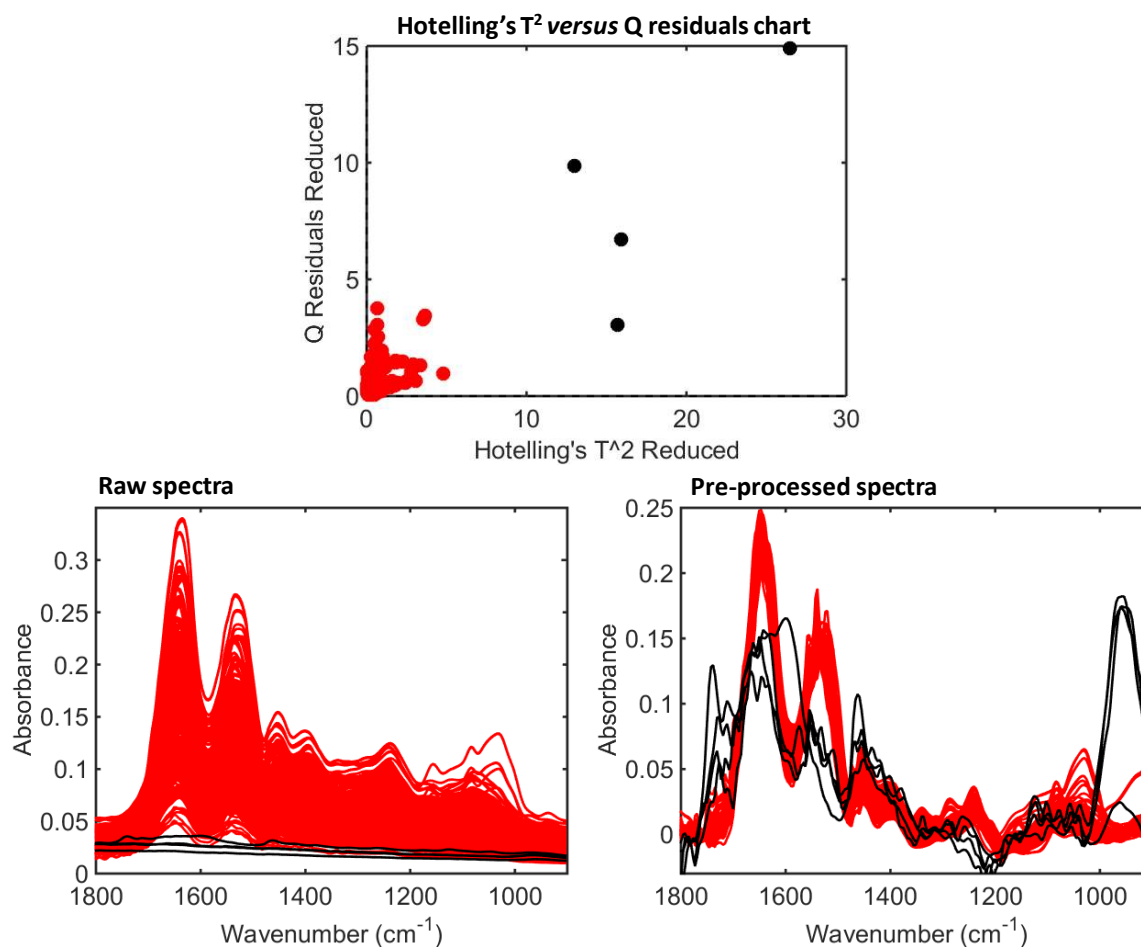 Hotelling’s T² versus Q residuals chart
15
10
5
0
Q Residuals Reduced
0 10 20 30
Hotelling's T^2 Reduced
Raw spectra
0.3
0.25
0.2
0.15
0.1
0.05
0
Absorbance
1800 1600 1400 1200 1000
Wavenumber (cm⁻¹)
Pre-processed spectra
0.25
0.2
0.15
0.1
0.05
0
Absorbance
1800 1600 1400 1200 1000
Wavenumber (cm⁻¹)